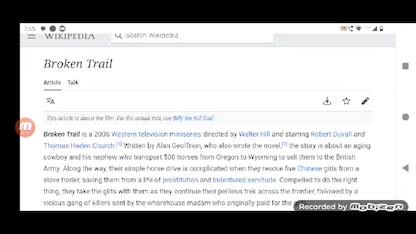 7:55
WIKIPEDIA
Search Wikipedia
Broken Trail
Article Talk
This article is about the film. For the actual trail, see Billy the Kid Trail.
Broken Trail is a 2006 Western television miniseries directed by Walter Hill and starring Robert Duvall and
Thomas Haden Church.[1] Written by Alan Geoffrion, who also wrote the novel,[2] the story is about an aging
cowboy and his nephew who transport 500 horses from Oregon to Wyoming to sell them to the British
Army. Along the way, their simple horse drive is complicated when they rescue five Chinese girls from a
slave trader, saving them from a life of prostitution and indentured servitude. Compelled to do the right
thing, they take the girls with them as they continue their perilous trek across the frontier, followed by a
vicious gang of killers sent by the whorehouse madam who originally paid for the
Recorded by Mobizen